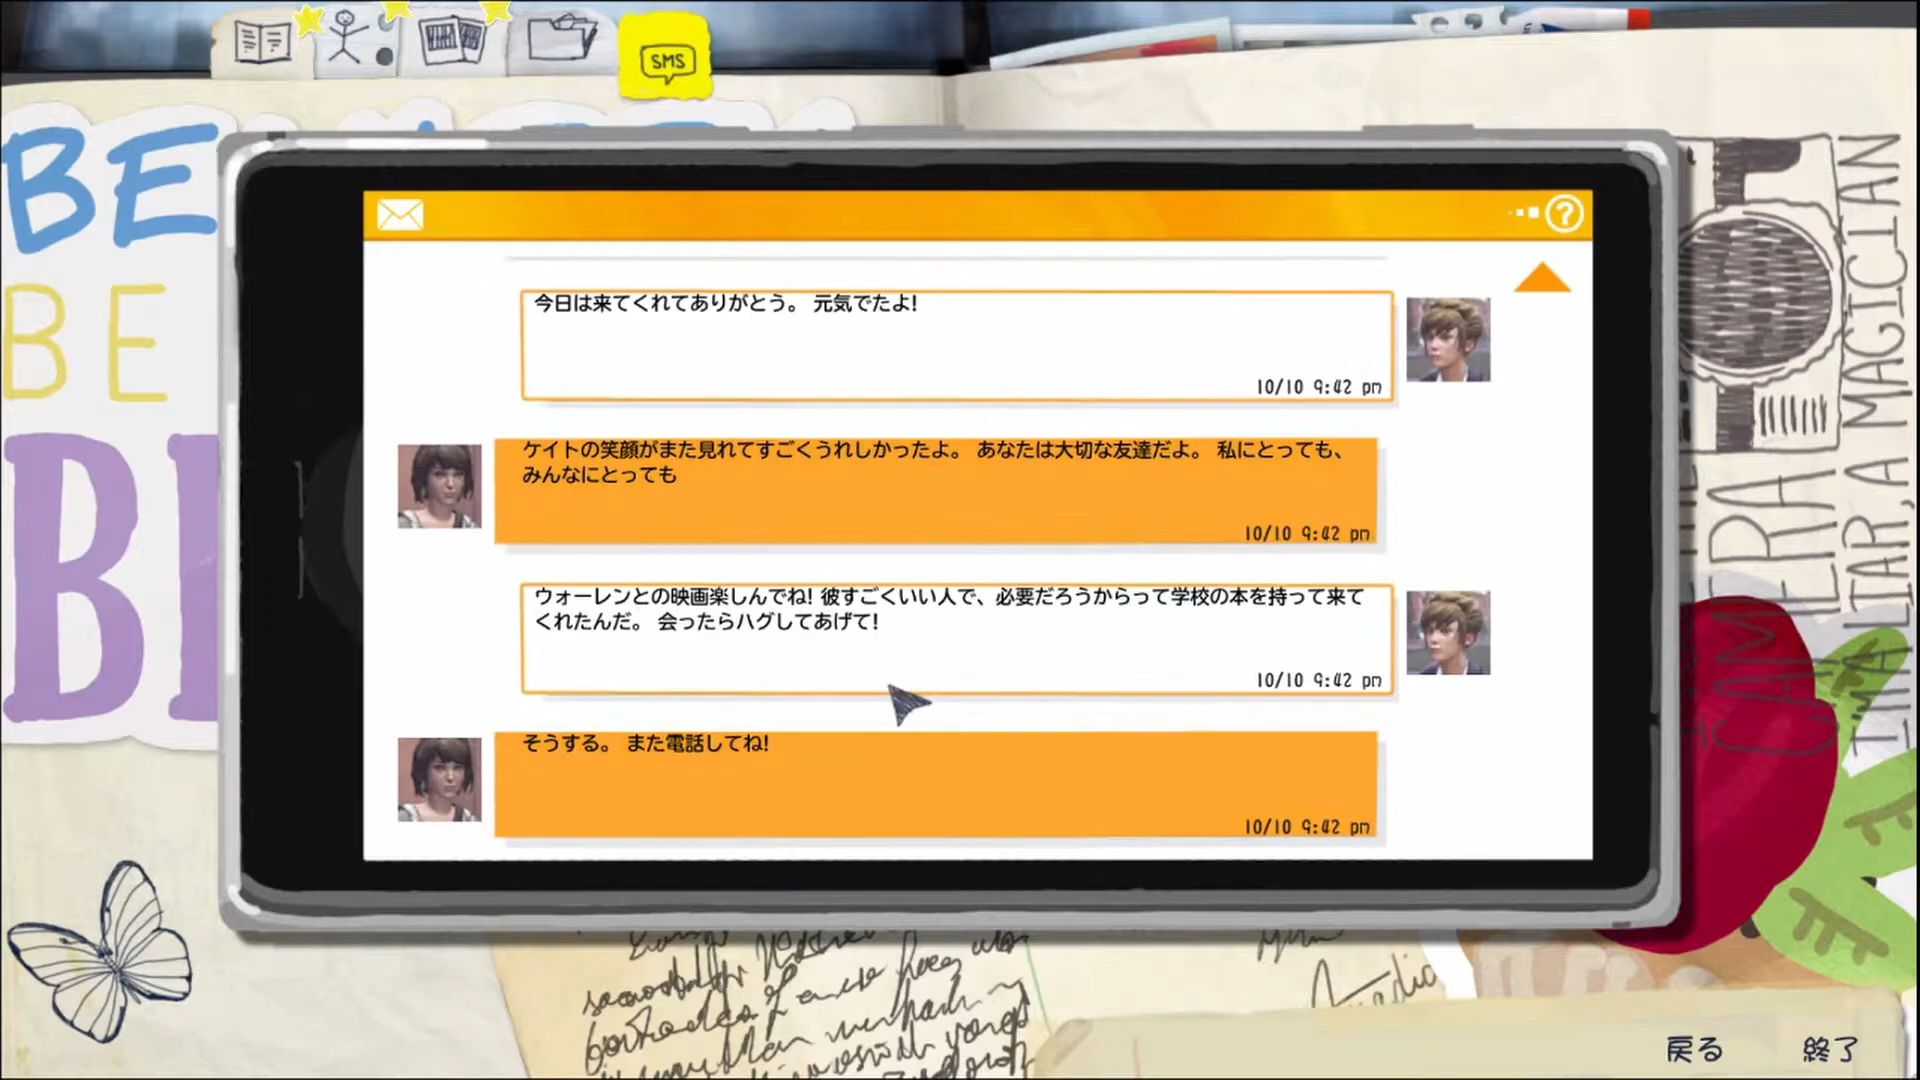 SMS
BE
BE
今日は来てくれてありがとう。 元気でたよ!
10/10 9:42 pm
ケイトの笑顔がまた見れてすごくうれしかったよ。 あなたは大切な友達だよ。 私にとっても、
みんなにとっても
10/10 9:42 pm
ウォーレンとの映画楽しんでね! 彼すごくいい人で、必要だろうからって学校の本を持って来て
くれたんだ。 会ったらハグしてあげて!
10/10 9:42 pm
そうする。 また電話してね!
10/10 9:42 pm
CAMERA
LIAR, A MAGICIAN
戻る
終了